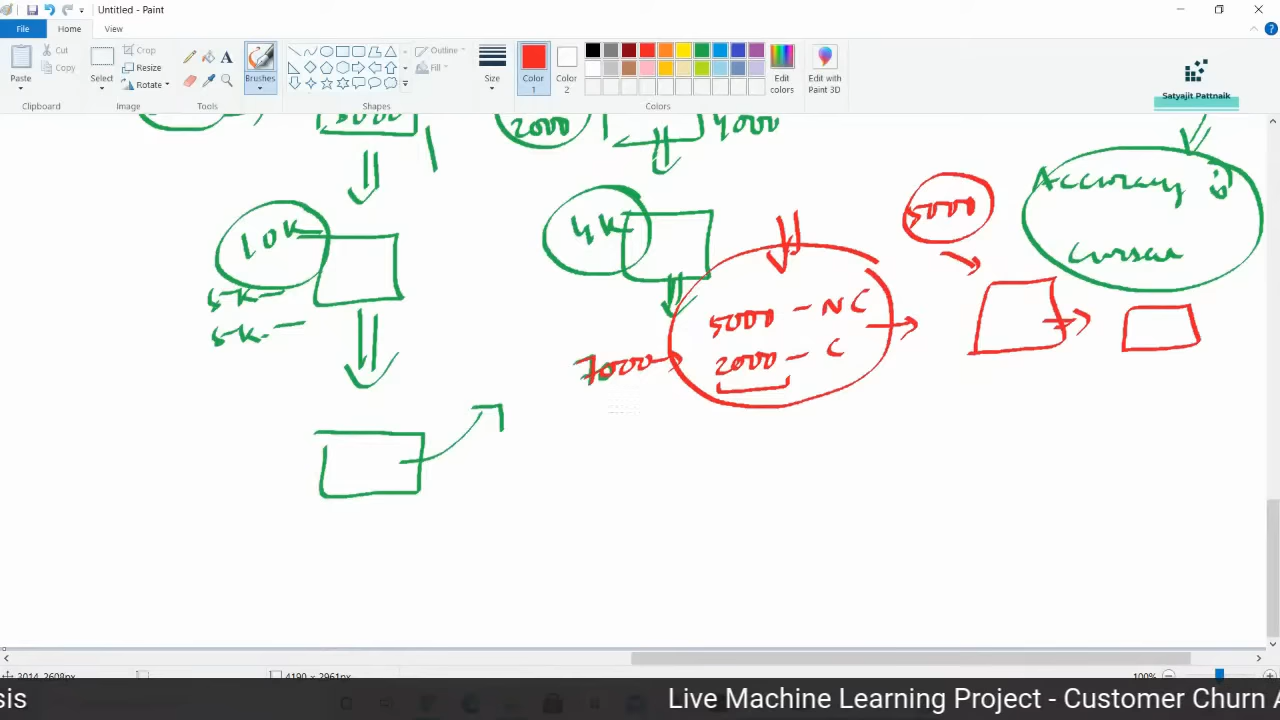 Untitled - Paint
File
Home
View
Paste
Cut
Copy
Clipboard
Select
Crop
Resize
Rotate
Image
A
Tools
Brushes
Outline
Fill
Shapes
Size
Color
1
Color
2
Edit
colors
Colors
Edit with
Paint 3D
Satyajit Pattnaik
2000
4000
10K
5K
5K
4K
5000
Accuracy is
5000 - NC
2000 - C
7000
4190 × 2961px
100%
sis
Live Machine Learning Project - Customer Churn A